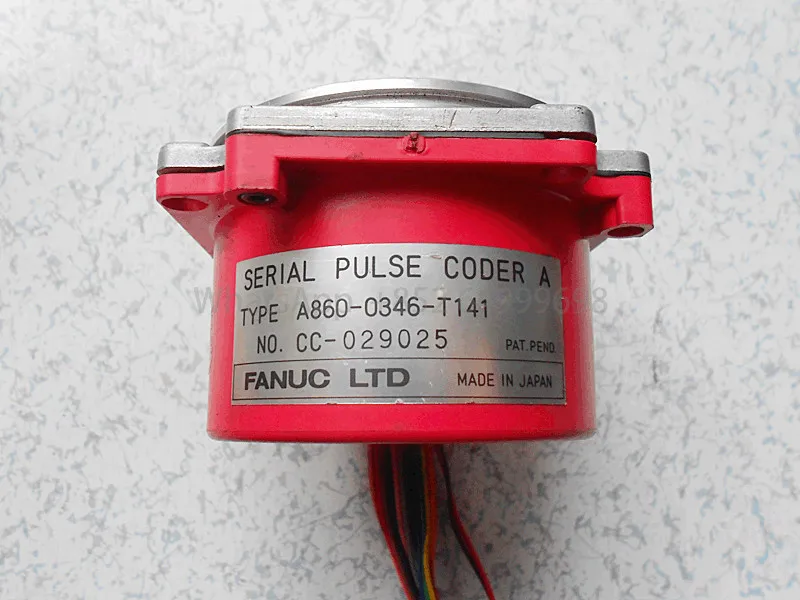 SERIAL PULSE CODER A
TYPE A860-0346-T141
NO. CC-029025 PAT.PEND.
FANUC LTD MADE IN JAPAN